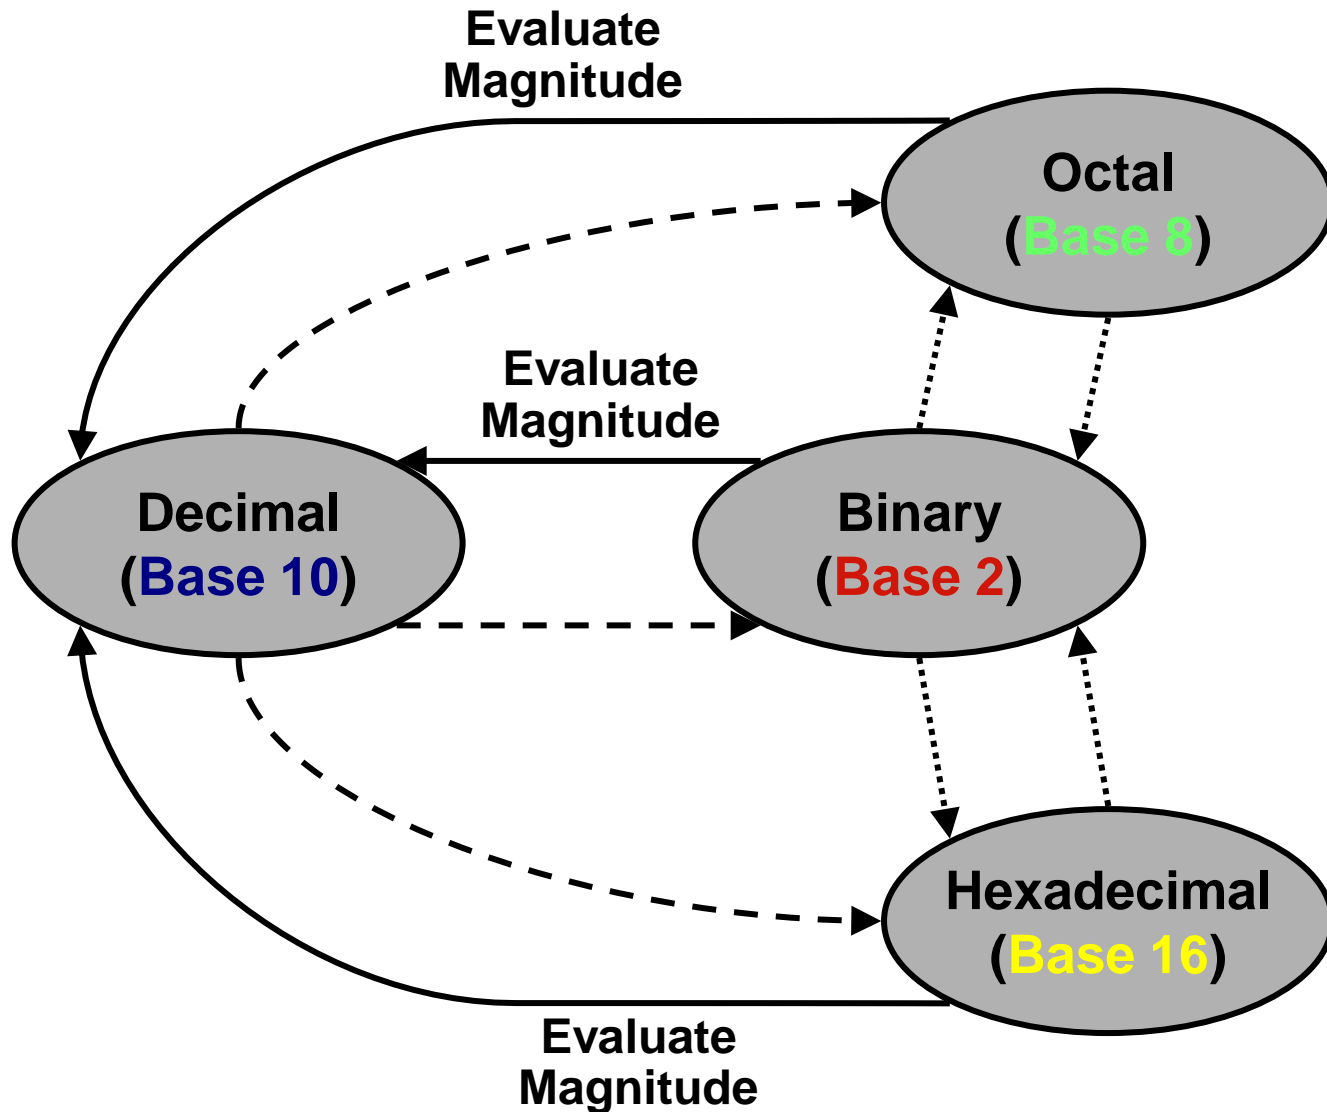 Evaluate
Magnitude
Octal
(Base 8)
Evaluate
Magnitude
Decimal
(Base 10)
Binary
(Base 2)
Hexadecimal
(Base 16)
Evaluate
Magnitude